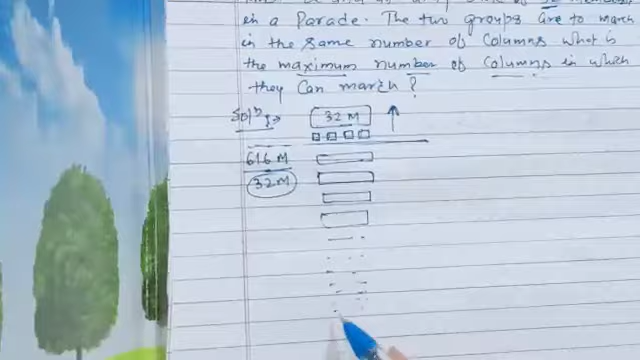 in a Parade. The two groups are to march
in the same number of Columns what is
the maximum number of Columns in which
they Can march?
Solⁿ:→ 32 M
616 M
32 M